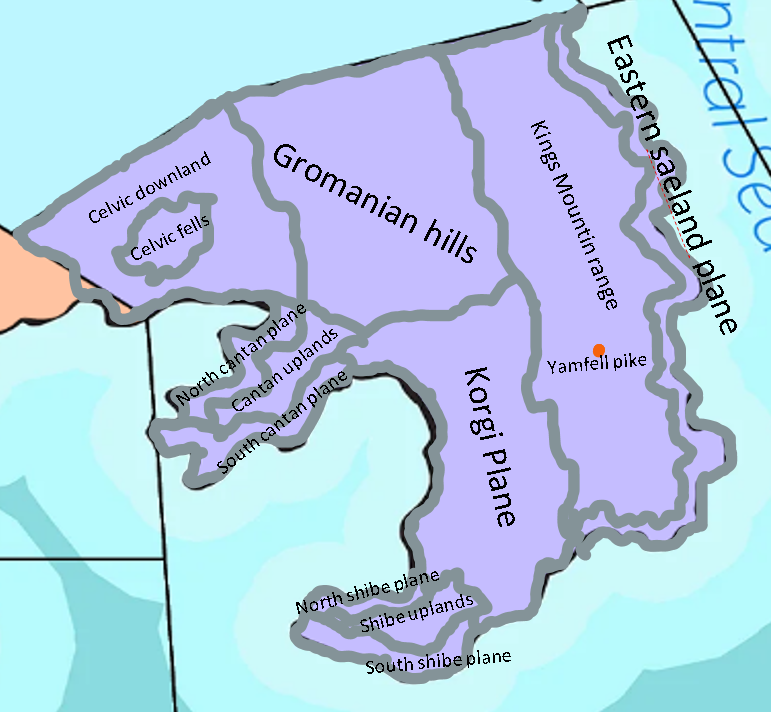 Eastern saeland plane
ntral Sea
Kings Mountin range
Gromanian hills
Celvic downland
Celvic fells
North cantan plane
Cantan uplands
South cantan plane
Yamfell pike
Korgi Plane
North shibe plane
Shibe uplands
South shibe plane